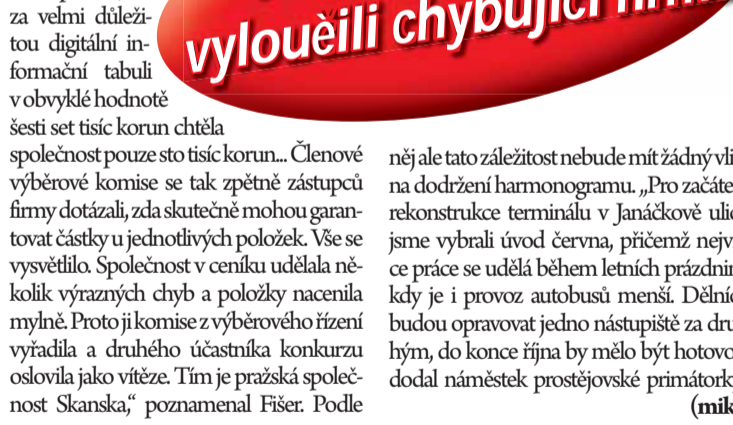 vylouèili chybující
za velmi důleži-
tou digitální in-
formační tabuli
v obvyklé hodnotě
šesti set tisíc korun chtěla
společnost pouze sto tisíc korun... Členové
výběrové komise se tak zpětně zástupců
firmy dotázali, zda skutečně mohou garan-
tovat částky u jednotlivých položek. Vše se
vysvětlilo. Společnost v ceníku udělala ně-
kolik výrazných chyb a položky nacenila
mylně. Proto ji komise z výběrového řízení
vyřadila a druhého účastníka konkurzu
oslovila jako vítěze. Tím je pražská společ-
nost Skanska,“ poznamenal Fišer. Podle
něj ale tato záležitost nebude mít žádný vli
na dodržení harmonogramu. „Pro začáte
rekonstrukce terminálu v Janáčkově ulic
jsme vybrali úvod června, přičemž nejv
ce práce se udělá během letních prázdnin
kdy je i provoz autobusů menší. Dělníc
budou opravovat jedno nástupiště za dru
hým, do konce října by mělo být hotovo
dodal náměstek prostějovské primátork
(mik